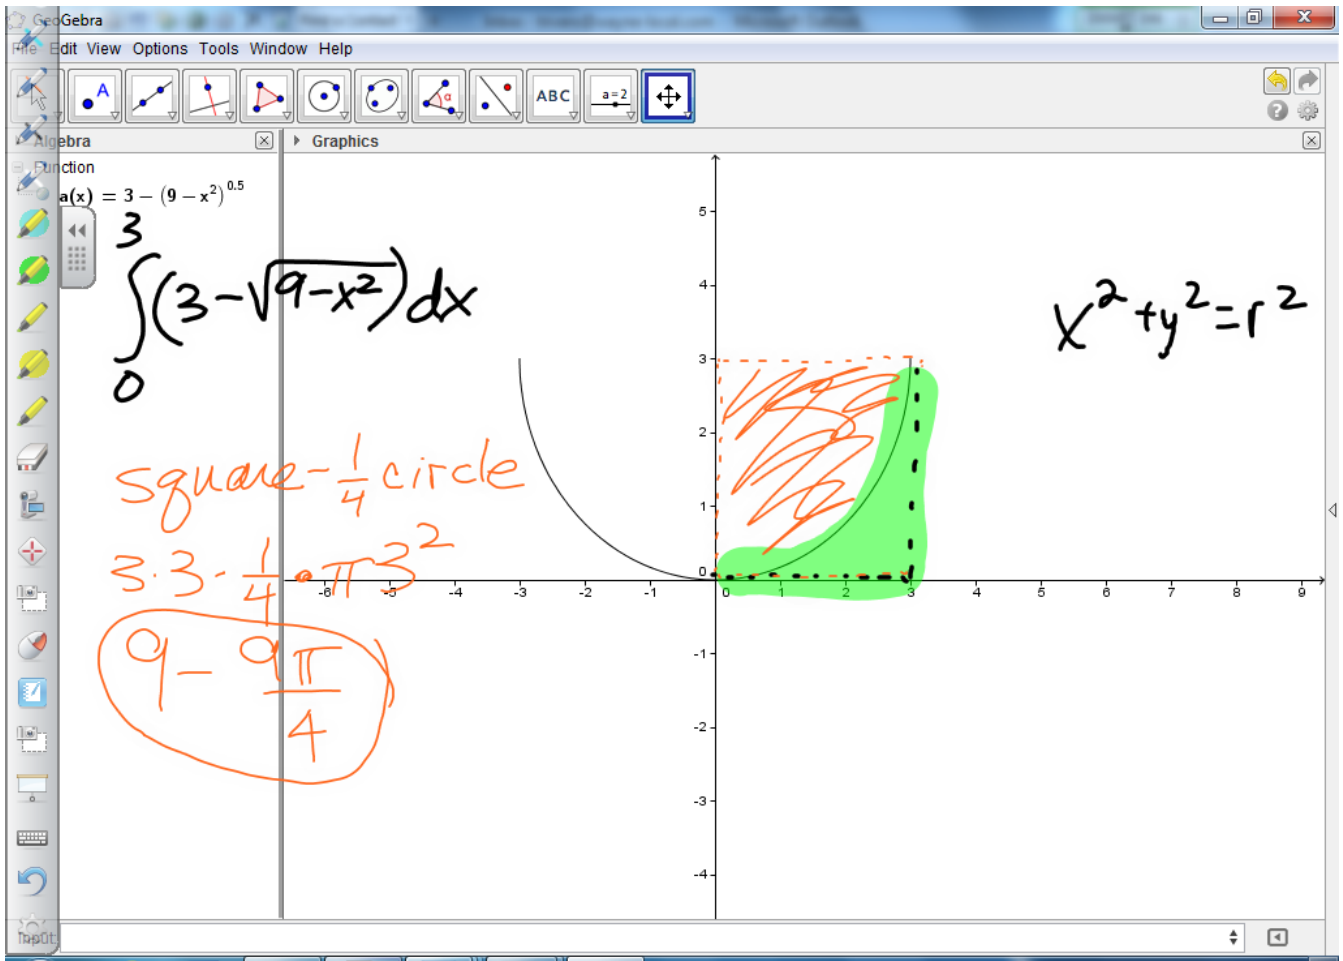 GeoGebra
File Edit View Options Tools Window Help
A
α
ABC
a=2
Algebra
Graphics
Function
a(x) = 3 − (9 − x²)^0.5
3
∫(3-√(9-x²))dx
0
x²+y²=r²
square-1/4 circle
3·3-1/4·π3²
9-9π/4
5
4
3
2
1
0
-6 -5 -4 -3 -2 -1 0 1 2 3 4 5 6 7 8 9
-1
-2
-3
-4
Input: